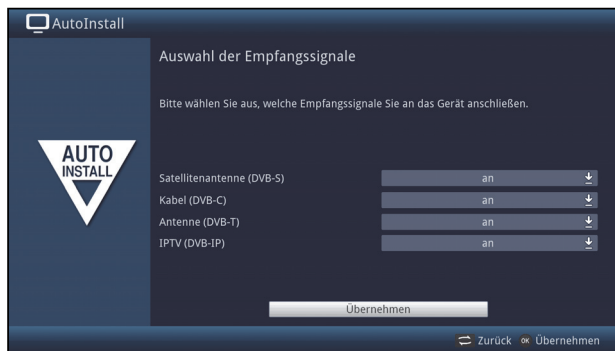 AutoInstall
Auswahl der Empfangssignale
Bitte wählen Sie aus, welche Empfangssignale Sie an das Gerät anschließen.
AUTO
INSTALL
Satellitenantenne (DVB-S) an
Kabel (DVB-C) an
Antenne (DVB-T) an
IPTV (DVB-IP) an
Übernehmen
Zurück OK Übernehmen